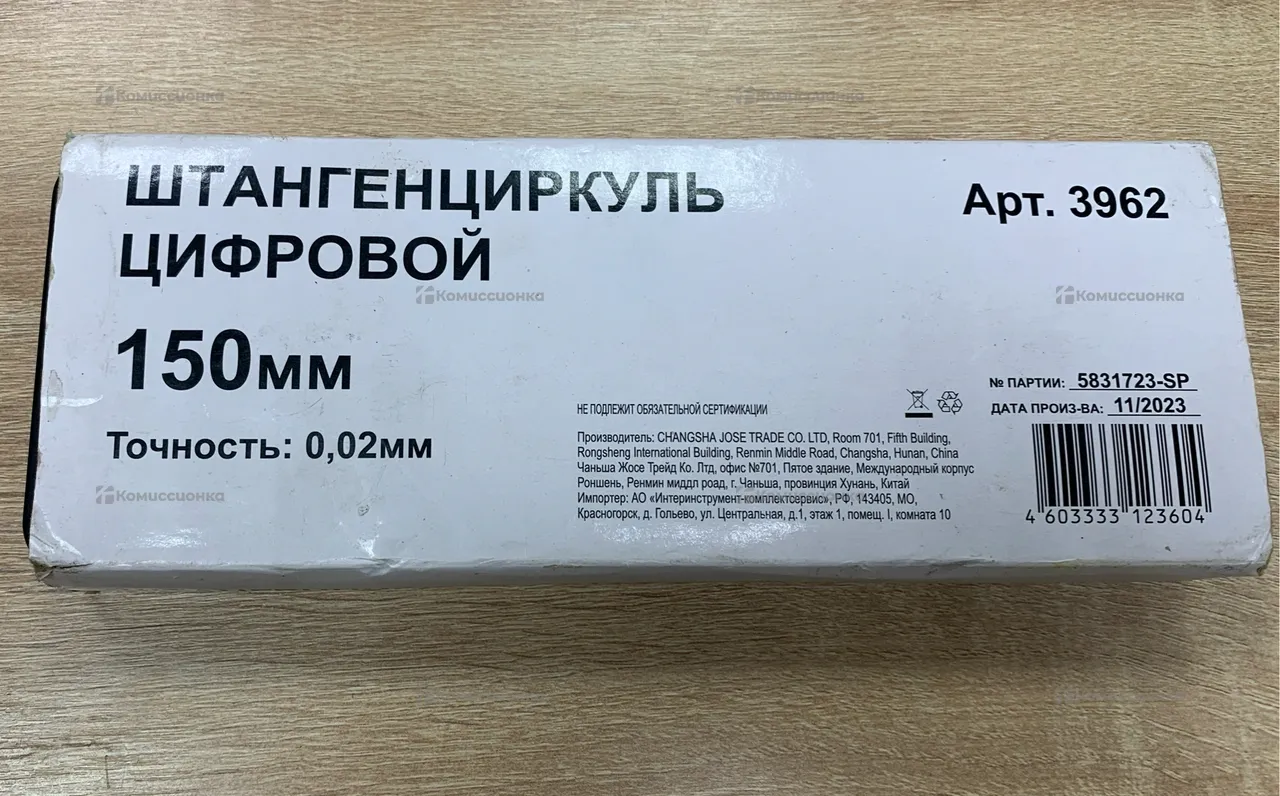 ШТАНГЕНЦИРКУЛЬ
ЦИФРОВОЙ
150мм
Точность: 0,02мм
Арт. 3962
№ ПАРТИИ: 5831723-SP
ДАТА ПРОИЗ-ВА: 11/2023
НЕ ПОДЛЕЖИТ ОБЯЗАТЕЛЬНОЙ СЕРТИФИКАЦИИ
Производитель: CHANGSHA JOSE TRADE CO. LTD, Room 701, Fifth Building,
Rongsheng International Building, Renmin Middle Road, Changsha, Hunan, China
Чаньша Жосе Трейд Ко. Лтд, офис №701, Пятое здание, Международный корпус
Роншень, Ренмин миддл роад, г. Чаньша, провинция Хунань, Китай
Импортер: АО «Интеринструмент-комплектсервис», РФ, 143405, МО,
Красногорск, д. Гольево, ул. Центральная, д.1, этаж 1, помещ. I, комната 10
4 603333 123604
Комиссионка
Комиссионка
Комиссионка
Комиссионка
Комиссионка